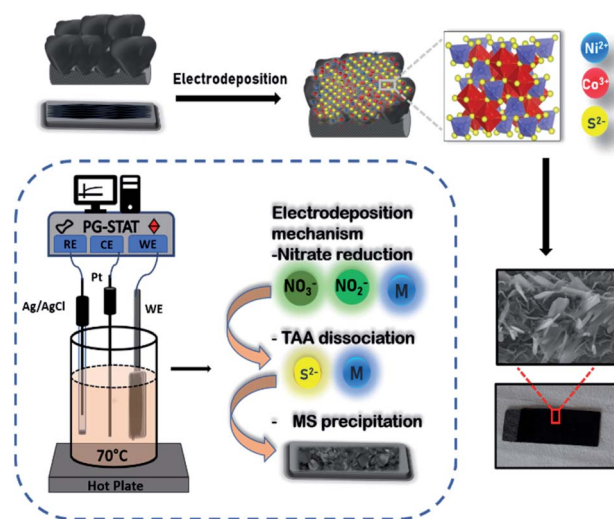 Electrodeposition
Ni²⁺
Co³⁺
S²⁻
PG-STAT
RE CE WE
Pt
Ag/AgCl
WE
70°C
Hot Plate
Electrodeposition
mechanism
-Nitrate reduction
NO₃⁻ NO₂⁻ M
- TAA dissociation
S²⁻ M
- MS precipitation